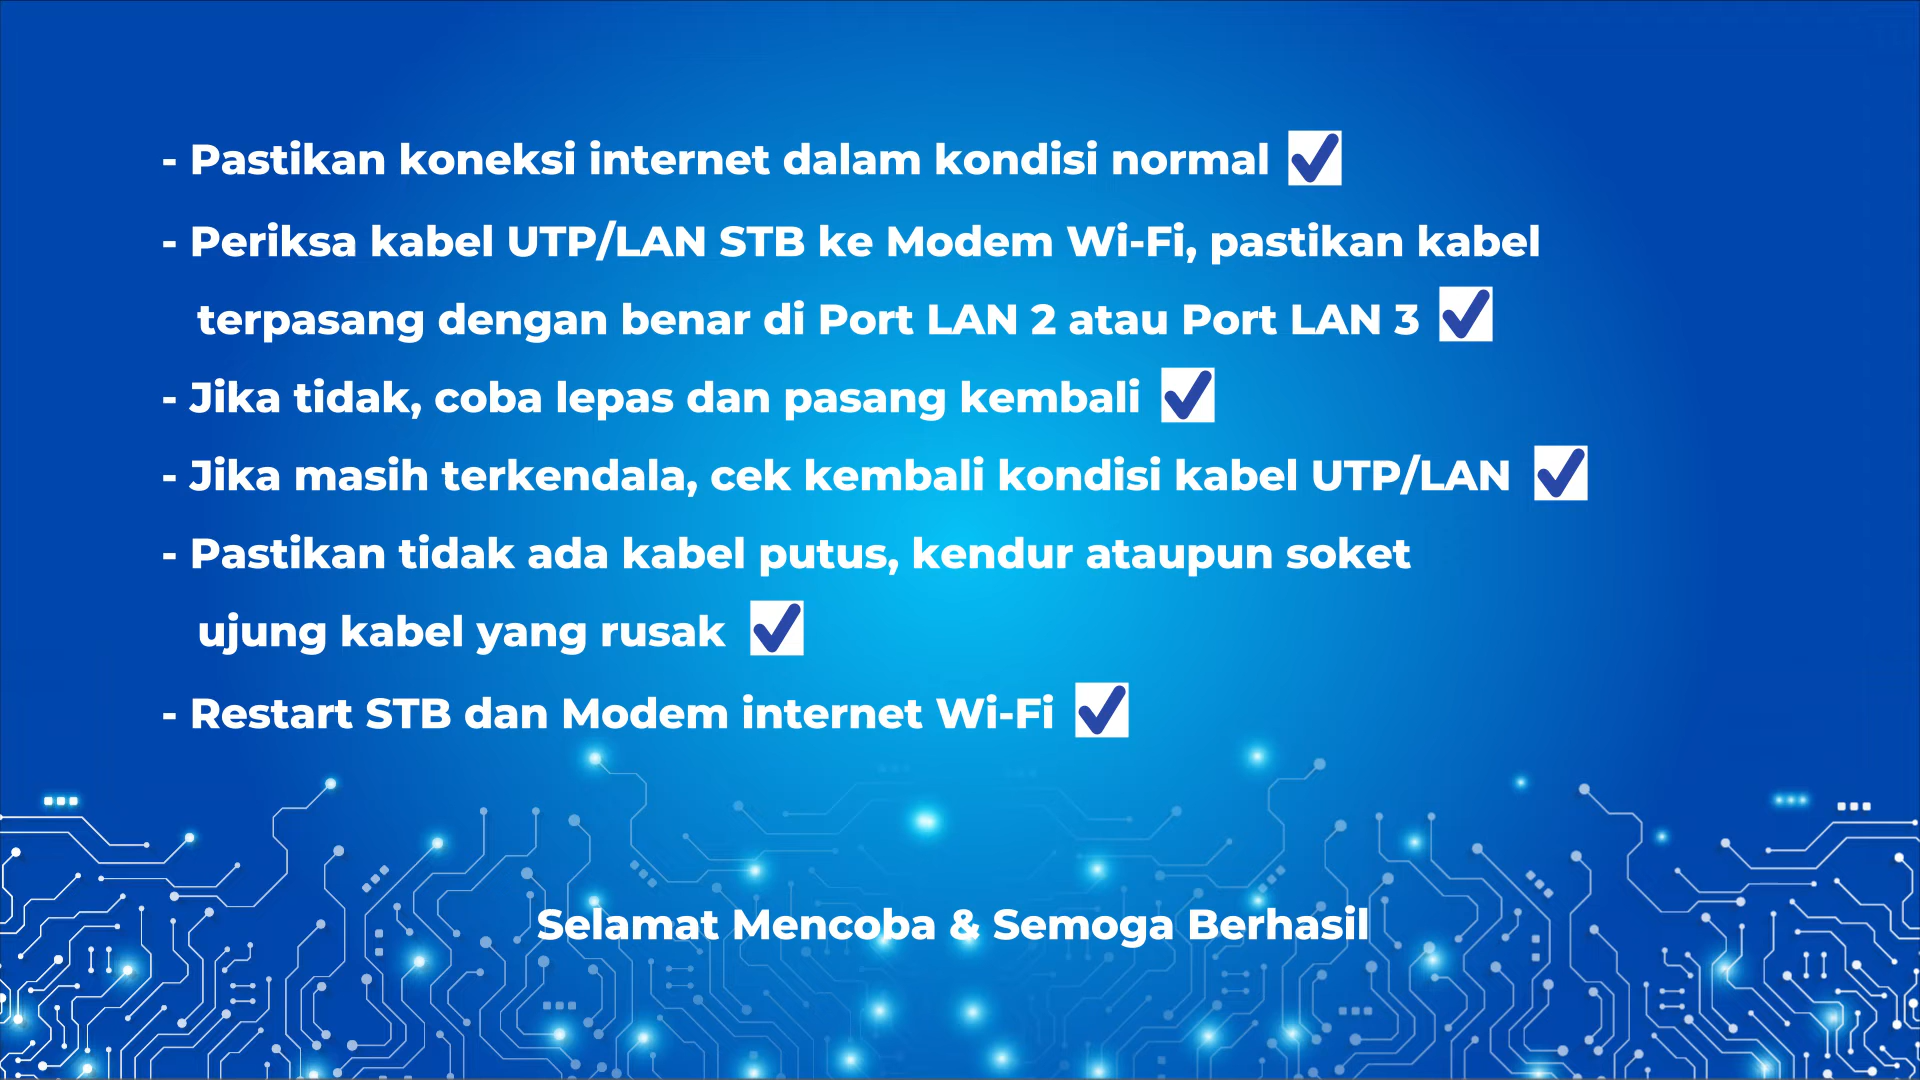 - Pastikan koneksi internet dalam kondisi normal
- Periksa kabel UTP/LAN STB ke Modem Wi-Fi, pastikan kabel
terpasang dengan benar di Port LAN 2 atau Port LAN 3
- Jika tidak, coba lepas dan pasang kembali
- Jika masih terkendala, cek kembali kondisi kabel UTP/LAN
- Pastikan tidak ada kabel putus, kendur ataupun soket
ujung kabel yang rusak
- Restart STB dan Modem internet Wi-Fi
Selamat Mencoba & Semoga Berhasil